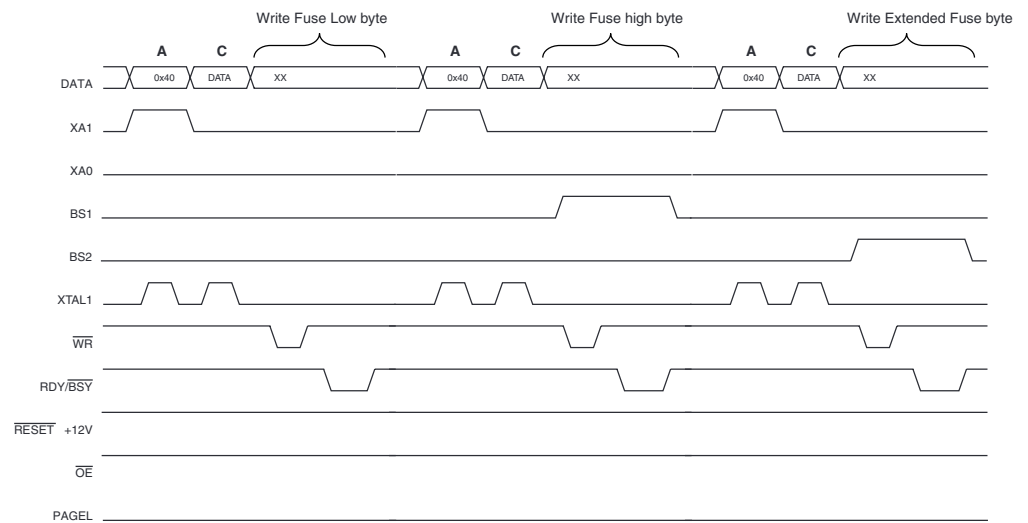 Write Fuse Low byte Write Fuse high byte Write Extended Fuse byte
A C A C A C
DATA 0x40 DATA XX 0x40 DATA XX 0x40 DATA XX
XA1
XA0
BS1
BS2
XTAL1
WR
RDY/BSY
RESET +12V
OE
PAGEL